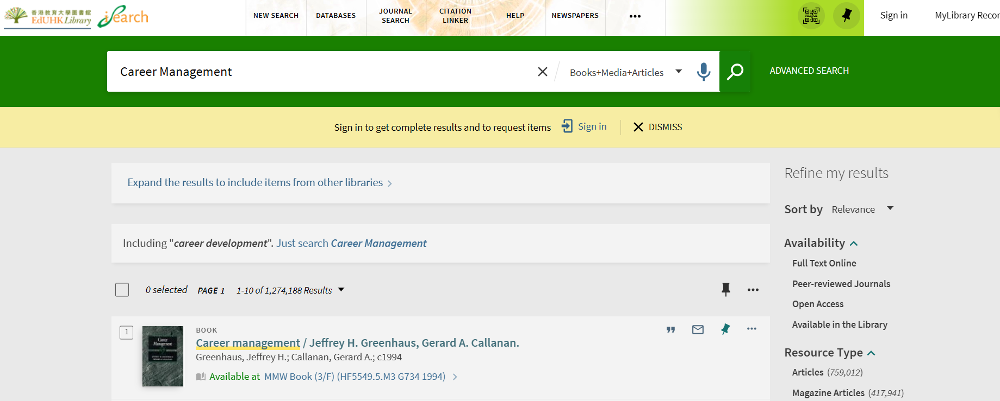 香港教育大學圖書館
EdUHK Library
iSearch
NEW SEARCH
DATABASES
JOURNAL
SEARCH
CITATION
LINKER
HELP
NEWSPAPERS
Sign in
MyLibrary Recor
Career Management
Books+Media+Articles
ADVANCED SEARCH
Sign in to get complete results and to request items
Sign in
DISMISS
Expand the results to include items from other libraries
Including "career development". Just search Career Management
0 selected PAGE 1 1-10 of 1,274,188 Results
1
Career
Management
BOOK
Career management / Jeffrey H. Greenhaus, Gerard A. Callanan.
Greenhaus, Jeffrey H.; Callanan, Gerard A.; c1994
Available at MMW Book (3/F) (HF5549.5.M3 G734 1994)
Refine my results
Sort by Relevance
Availability
Full Text Online
Peer-reviewed Journals
Open Access
Available in the Library
Resource Type
Articles (759,012)
Magazine Articles (417,941)